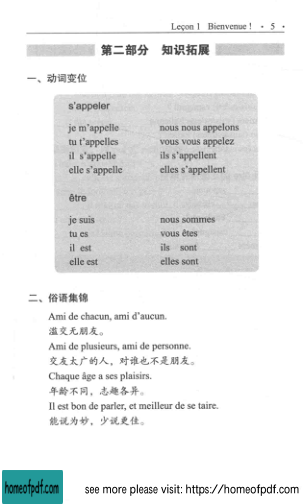 Leçon 1 Bienvenue ! • 5 •
第二部分 知识拓展
一、动词变位
s'appeler
je m'appelle nous nous appelons
tu t'appelles vous vous appelez
il s'appelle ils s'appellent
elle s'appelle elles s'appellent
être
je suis nous sommes
tu es vous êtes
il est ils sont
elle est elles sont
二、俗语集锦
Ami de chacun, ami d'aucun.
滥交无朋友。
Ami de plusieurs, ami de personne.
交友太广的人，对谁也不是朋友。
Chaque âge a ses plaisirs.
年龄不同，志趣各异。
Il est bon de parler, et meilleur de se taire.
能说为妙，少说更佳。
homeofpdf.com see more please visit: https://homeofpdf.com